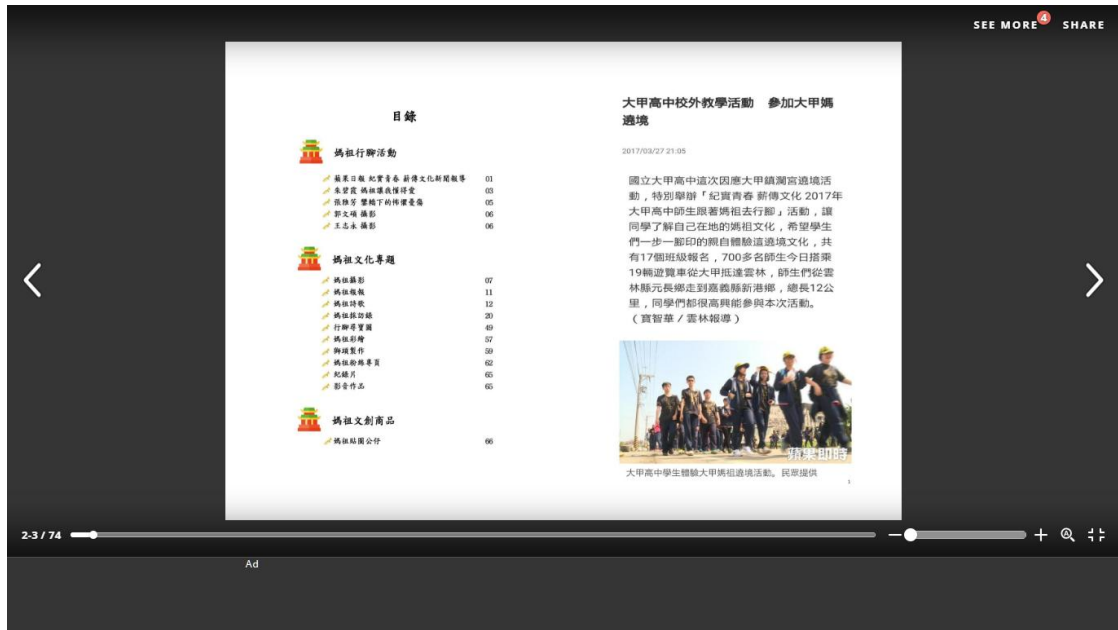 SEE MORE 4 SHARE
目錄
媽祖行腳活動
蘋果日報 紀實青春 薪傳文化新聞報導 01
朱碧霞 媽祖讓我懂得愛 03
張雅芳 鑾轎下的怖懼憂傷 05
郭文碩 攝影 06
王志永 攝影 06
媽祖文化專題
媽祖攝影 07
媽祖報報 11
媽祖詩歌 12
媽祖採訪錄 20
行腳尋寶圖 49
媽祖彩繪 57
媽祖粉絲專頁 62
紀錄片 65
影音作品 65
媽祖文創商品
媽祖貼圖公仔 66
大甲高中校外教學活動 參加大甲媽
遶境
2017/03/27 21:05
國立大甲高中這次因應大甲鎮瀾宮遶境活
動，特別舉辦「紀實青春 薪傳文化 2017年
大甲高中師生跟著媽祖去行腳」活動，讓
同學了解自己在地的媽祖文化，希望學生
們一步一腳印的親自體驗這遶境文化，共
有17個班級報名，700多名師生今日搭乘
19輛遊覽車從大甲抵達雲林，師生們從雲
林縣元長鄉走到嘉義縣新港鄉，總長12公
里，同學們都很高興能參與本次活動。
（寶智華／雲林報導）
蘋果即時
大甲高中學生體驗大甲媽祖遶境活動。民眾提供
1
2-3 / 74
Ad